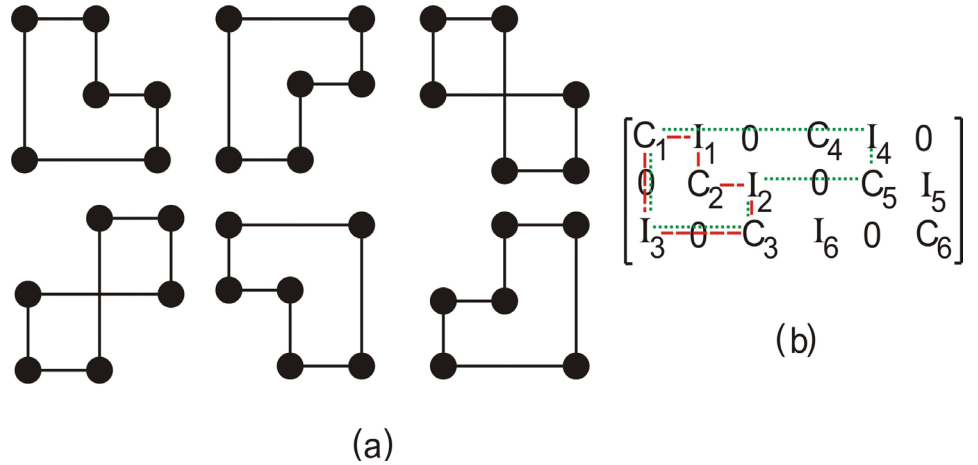 C₁ I₁ 0 C₄ I₄ 0
0 C₂ I₂ 0 C₅ I₅
I₃ 0 C₃ I₆ 0 C₆
(b)
(a)